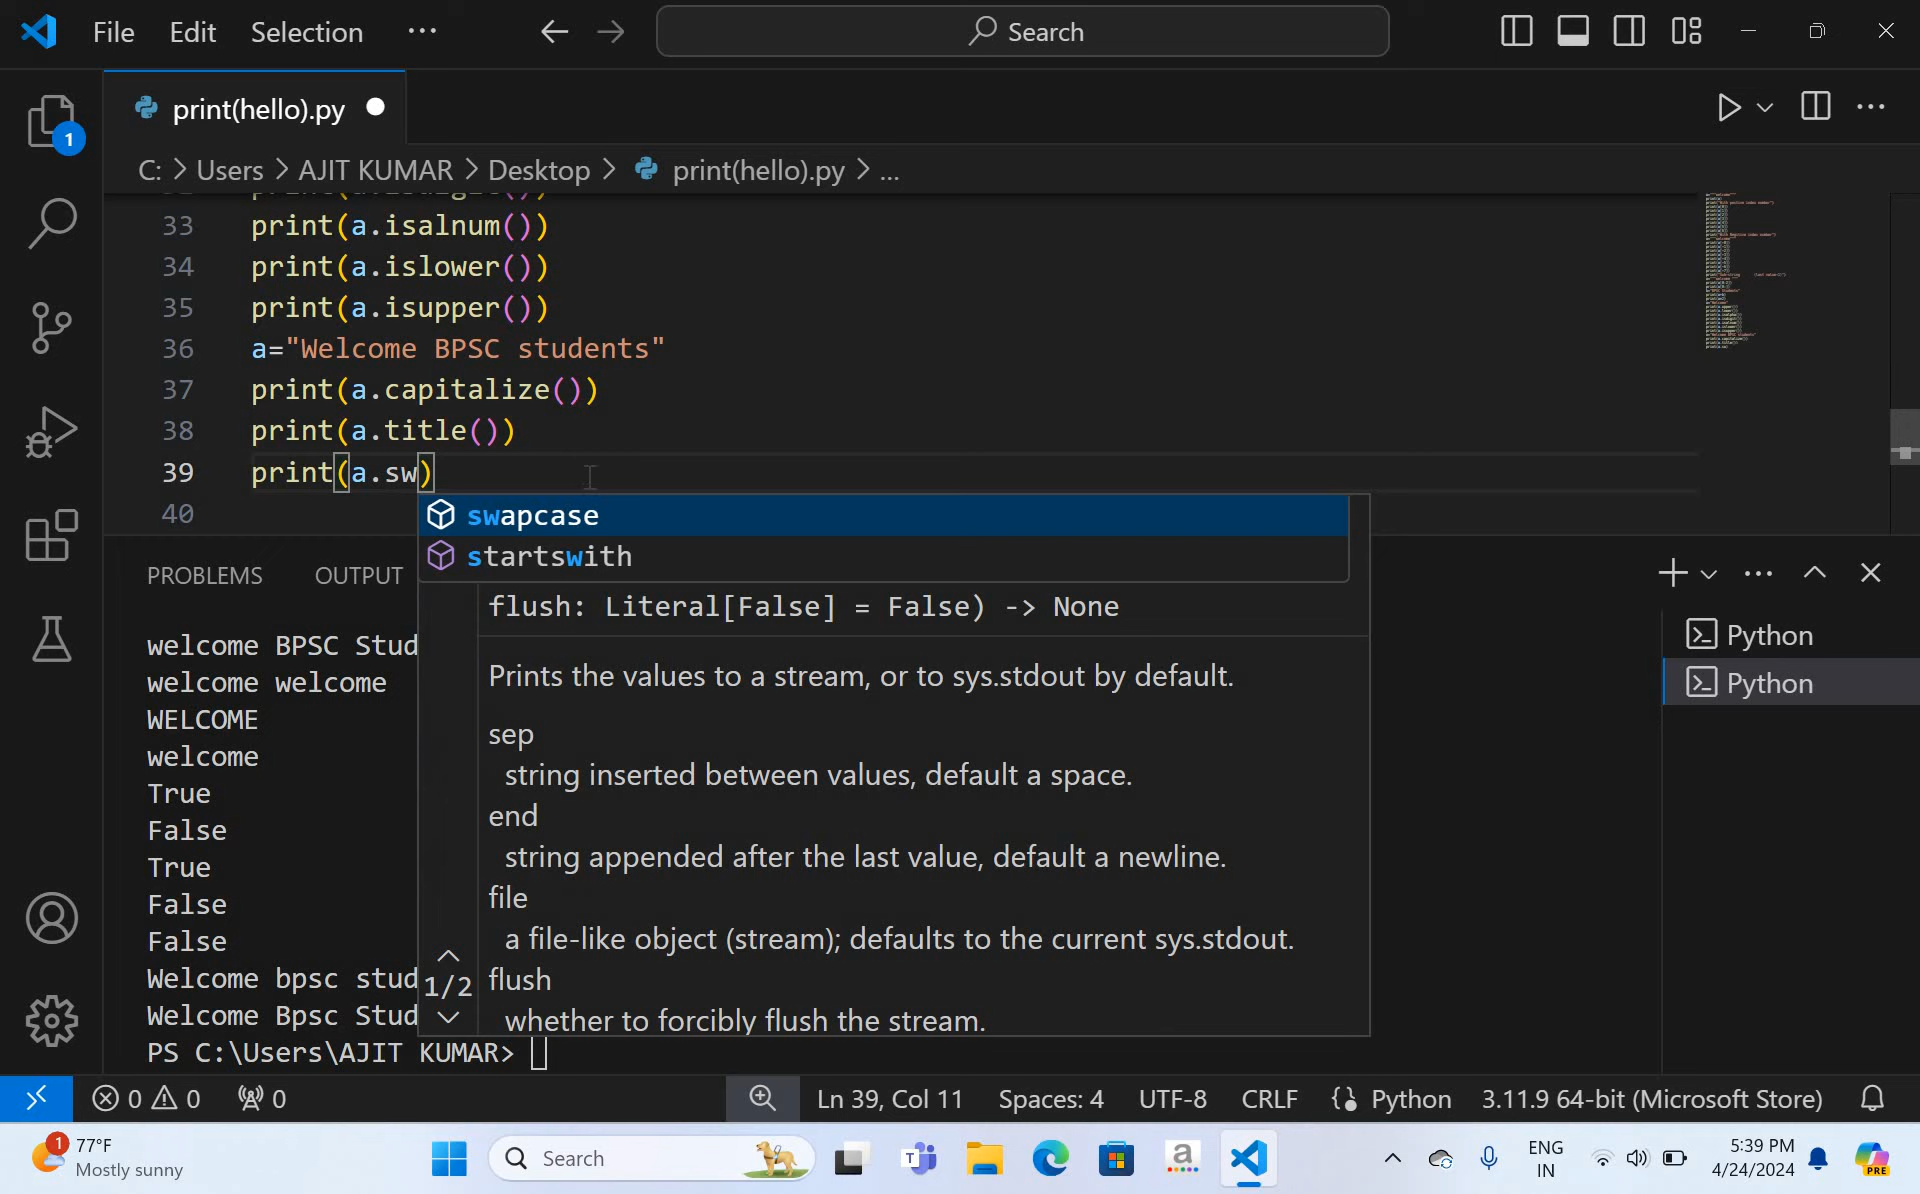 File Edit Selection ··· Search
print(hello).py
1
C: > Users > AJIT KUMAR > Desktop > print(hello).py > ...
33 print(a.isalnum())
34 print(a.islower())
35 print(a.isupper())
36 a="Welcome BPSC students"
37 print(a.capitalize())
38 print(a.title())
39 print(a.sw)
40
swapcase
startswith
PROBLEMS OUTPUT
flush: Literal[False] = False) -> None
Prints the values to a stream, or to sys.stdout by default.
sep
string inserted between values, default a space.
end
string appended after the last value, default a newline.
file
a file-like object (stream); defaults to the current sys.stdout.
flush
whether to forcibly flush the stream.
1/2
welcome BPSC Stud
welcome welcome
WELCOME
welcome
True
False
True
False
False
Welcome bpsc stud
Welcome Bpsc Stud
PS C:\Users\AJIT KUMAR>
Python
Python
0 0 0 Ln 39, Col 11 Spaces: 4 UTF-8 CRLF Python 3.11.9 64-bit (Microsoft Store)
1
77°F
Mostly sunny
Search
ENG
IN
5:39 PM
4/24/2024
PRE